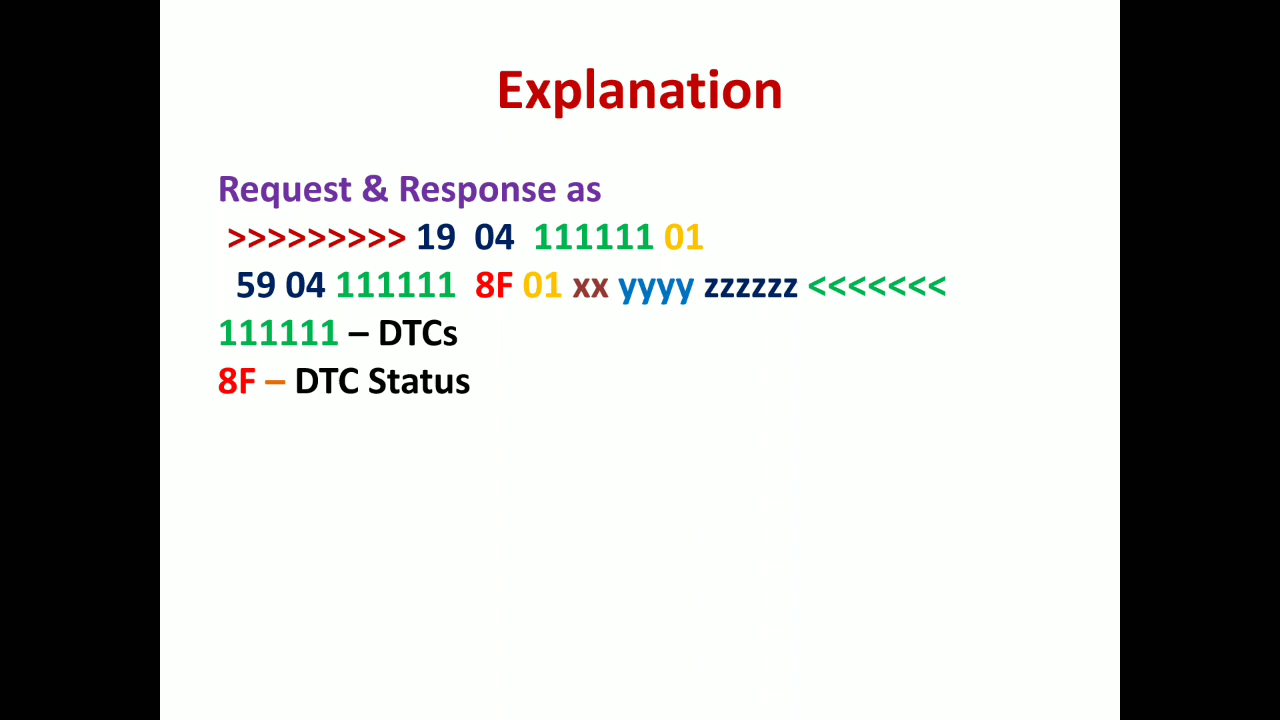 Explanation
Request & Response as
>>>>>>>>> 19 04 111111 01
59 04 111111 8F 01 xx yyyy zzzzzz <<<<<<<
111111 – DTCs
8F – DTC Status